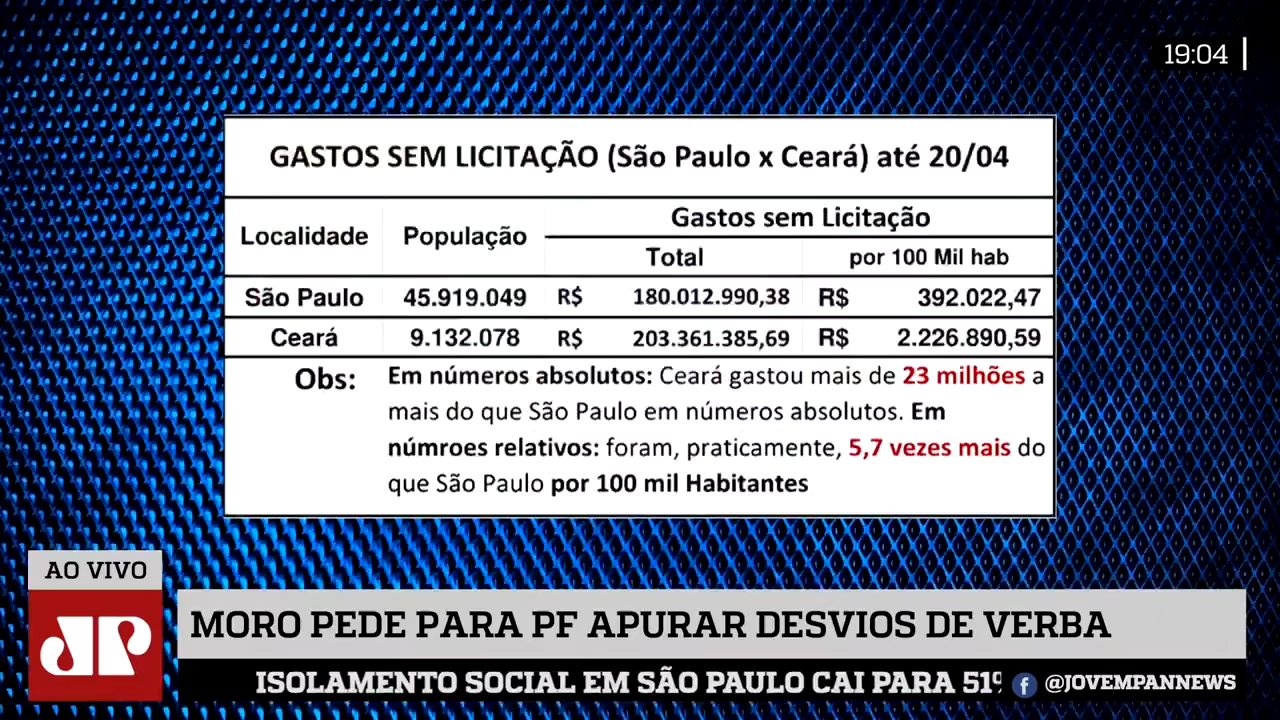 19:04
GASTOS SEM LICITAÇÃO (São Paulo x Ceará) até 20/04
Localidade População Gastos sem Licitação
Total por 100 Mil hab
São Paulo 45.919.049 R$ 180.012.990,38 R$ 392.022,47
Ceará 9.132.078 R$ 203.361.385,69 R$ 2.226.890,59
Obs: Em números absolutos: Ceará gastou mais de 23 milhões a
mais do que São Paulo em números absolutos. Em
númroes relativos: foram, praticamente, 5,7 vezes mais do
que São Paulo por 100 mil Habitantes
AO VIVO
JP
MORO PEDE PARA PF APURAR DESVIOS DE VERBA
ISOLAMENTO SOCIAL EM SÃO PAULO CAI PARA 51
f @JOVEMPANNEWS